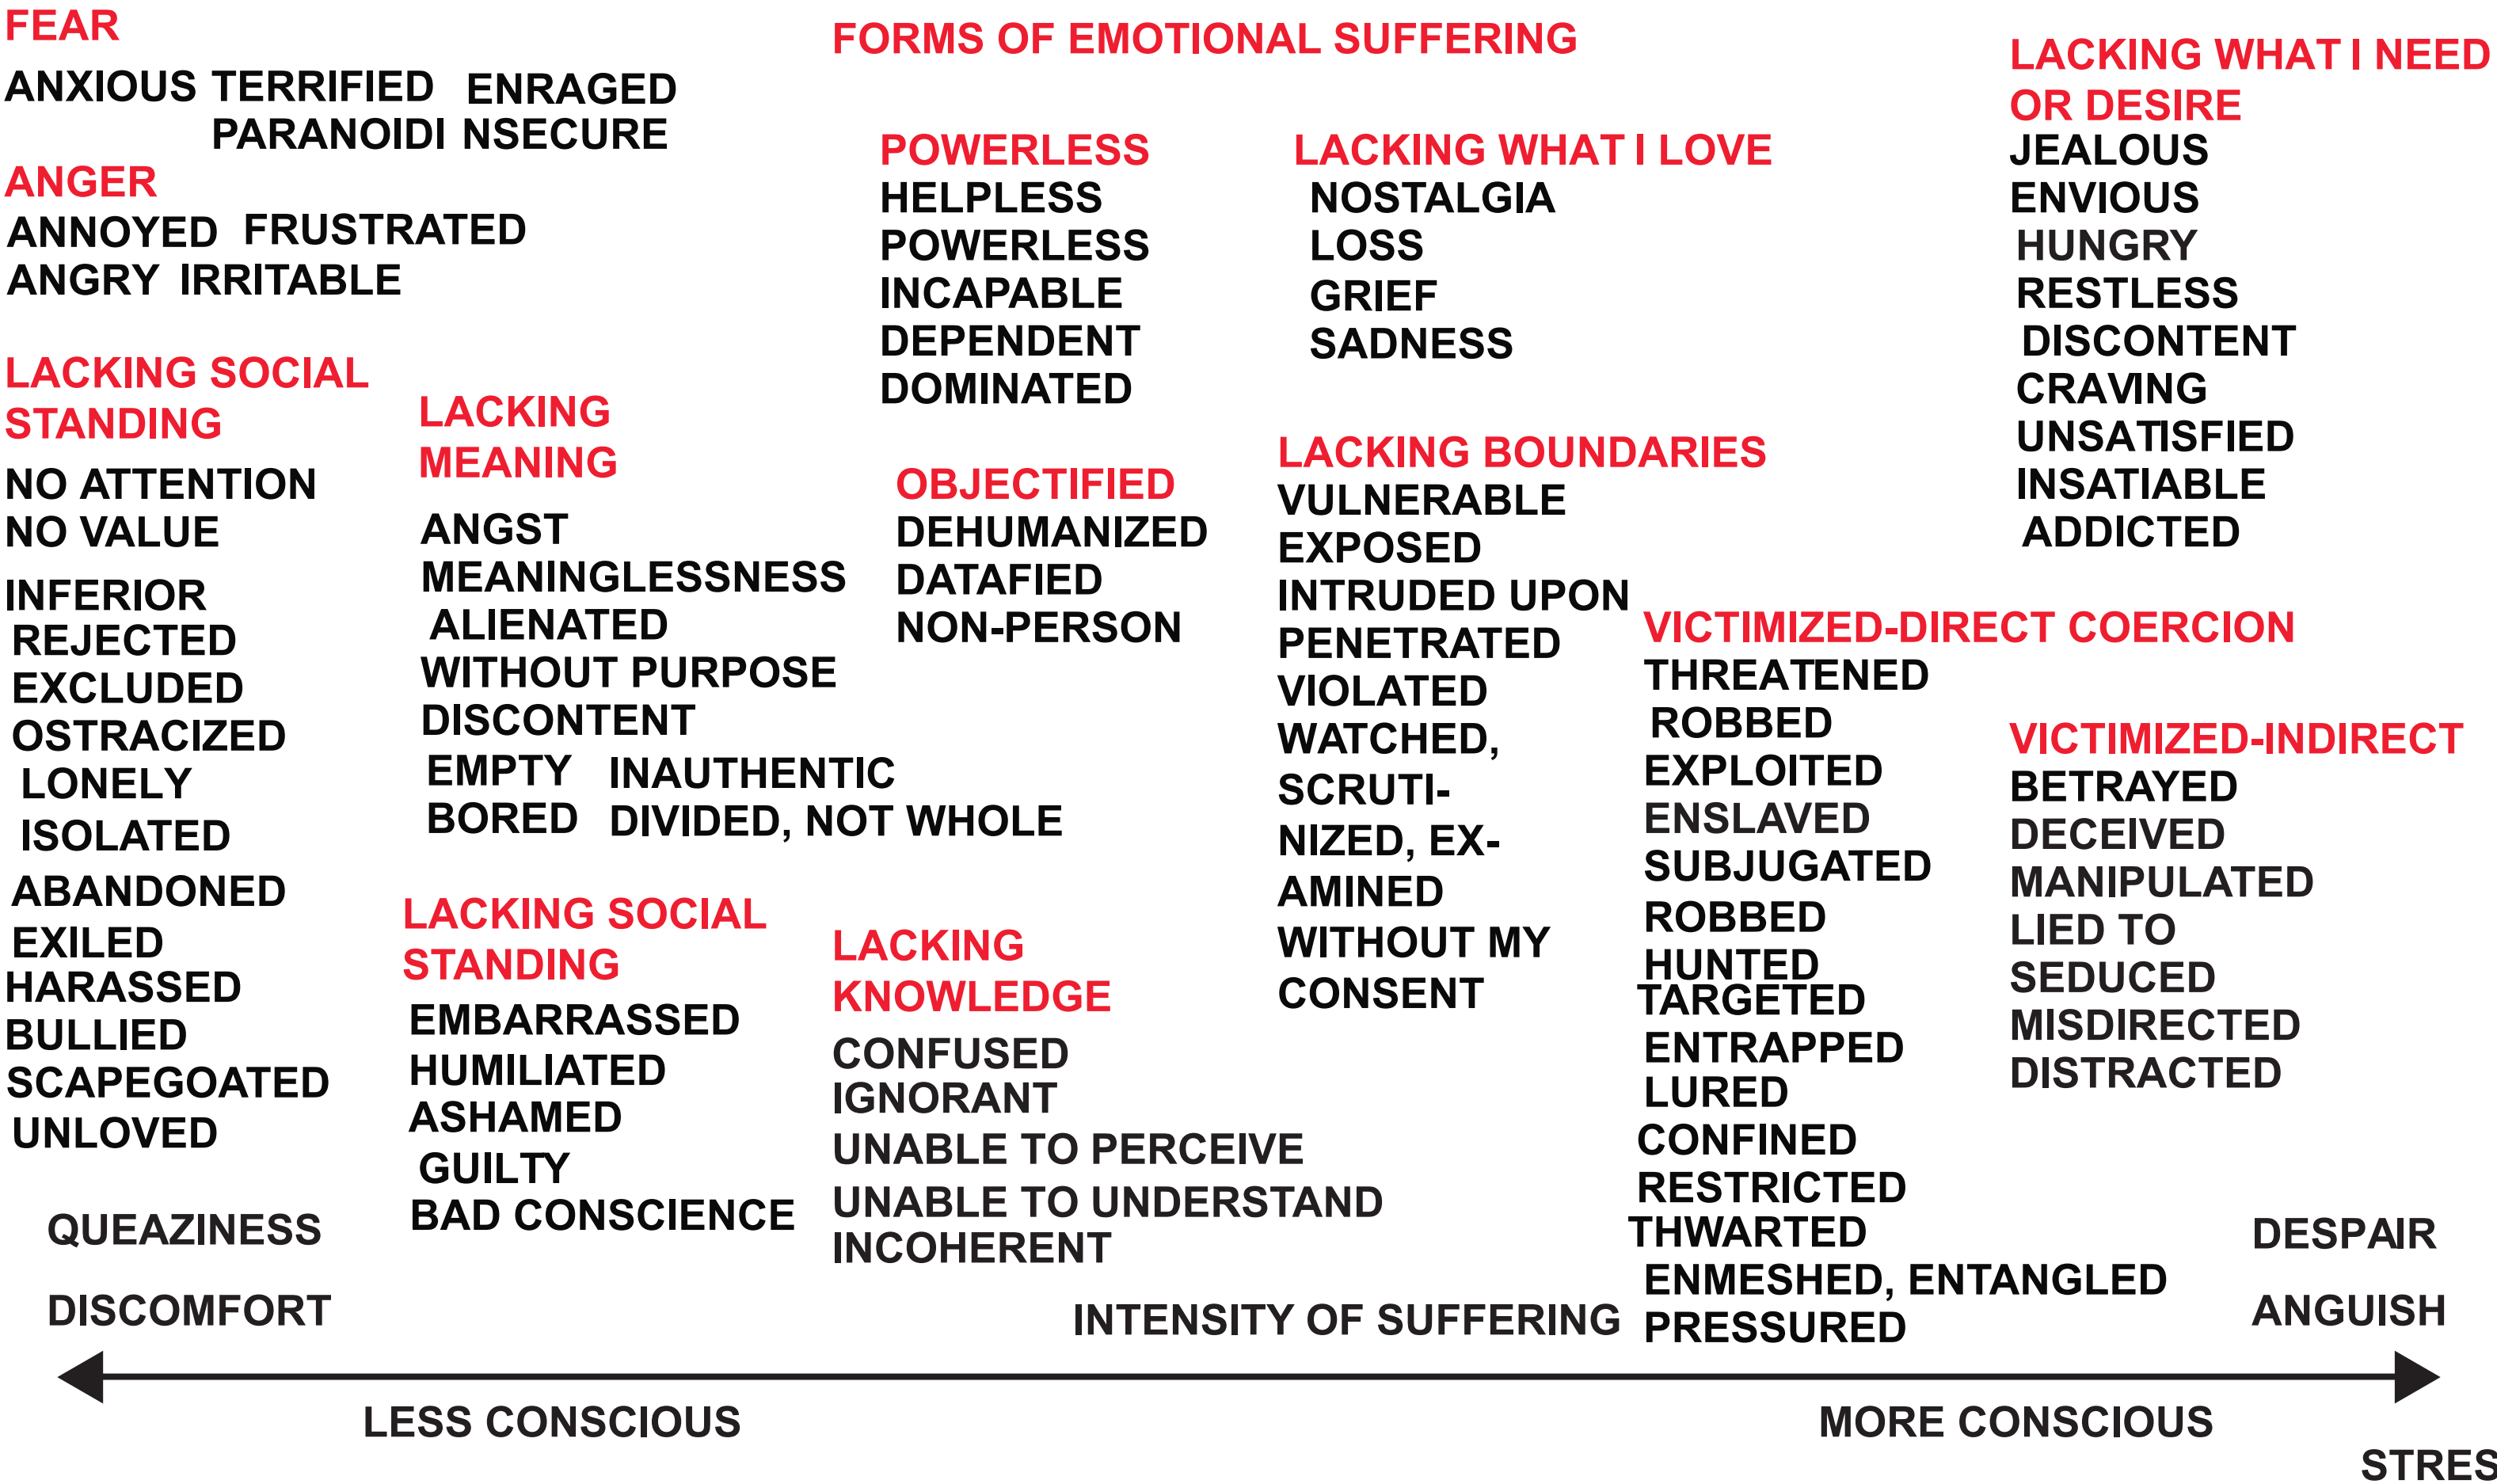 FEAR
ANXIOUS TERRIFIED ENRAGED
PARANOIDI NSECURE
ANGER
ANNOYED FRUSTRATED
ANGRY IRRITABLE
FORMS OF EMOTIONAL SUFFERING
LACKING SOCIAL
STANDING
NO ATTENTION
NO VALUE
INFERIOR
REJECTED
EXCLUDED
OSTRACIZED
LONELY
ISOLATED
ABANDONED
EXILED
HARASSED
BULLIED
SCAPEGOATED
UNLOVED
LACKING
MEANING
ANGST
MEANINGLESSNESS
ALIENATED
WITHOUT PURPOSE
DISCONTENT
EMPTY INAUTHENTIC
BORED DIVIDED, NOT WHOLE
LACKING SOCIAL
STANDING
EMBARRASSED
HUMILIATED
ASHAMED
GUILTY
BAD CONSCIENCE
POWERLESS
HELPLESS
POWERLESS
INCAPABLE
DEPENDENT
DOMINATED
OBJECTIFIED
DEHUMANIZED
DATAFIED
NON-PERSON
LACKING
KNOWLEDGE
CONFUSED
IGNORANT
UNABLE TO PERCEIVE
UNABLE TO UNDERSTAND
INCOHERENT
LACKING WHAT I LOVE
NOSTALGIA
LOSS
GRIEF
SADNESS
LACKING BOUNDARIES
VULNERABLE
EXPOSED
INTRUDED UPON
PENETRATED
VIOLATED
WATCHED,
SCRUTI-
NIZED, EX-
AMINED
WITHOUT MY
CONSENT
VICTIMIZED-DIRECT COERCION
THREATENED
ROBBED
EXPLOITED
ENSLAVED
SUBJUGATED
ROBBED
HUNTED
TARGETED
ENTRAPPED
LURED
CONFINED
RESTRICTED
THWARTED
ENMESHED, ENTANGLED
PRESSURED
LACKING WHAT I NEED
OR DESIRE
JEALOUS
ENVIOUS
HUNGRY
RESTLESS
DISCONTENT
CRAVING
UNSATISFIED
INSATIABLE
ADDICTED
VICTIMIZED-INDIRECT
BETRAYED
DECEIVED
MANIPULATED
LIED TO
SEDUCED
MISDIRECTED
DISTRACTED
QUEAZINESS
DISCOMFORT
INTENSITY OF SUFFERING
DESPAIR
ANGUISH
LESS CONSCIOUS
MORE CONSCIOUS
STRES